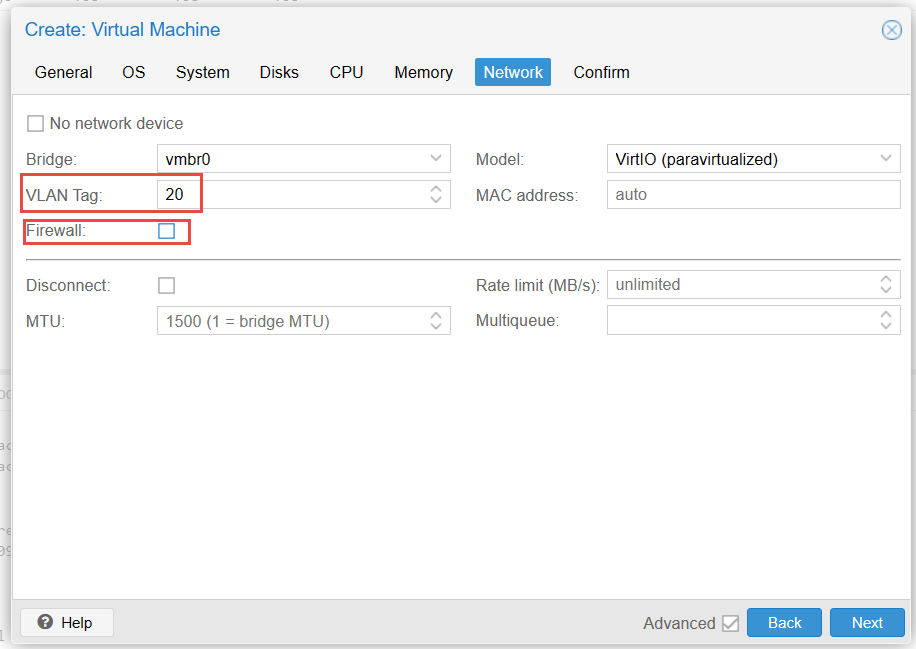 Create: Virtual Machine
General OS System Disks CPU Memory Network Confirm
No network device
Bridge: vmbr0 Model: VirtIO (paravirtualized)
VLAN Tag: 20 MAC address: auto
Firewall:
Disconnect: Rate limit (MB/s): unlimited
MTU: 1500 (1 = bridge MTU) Multiqueue:
Help Advanced Back Next